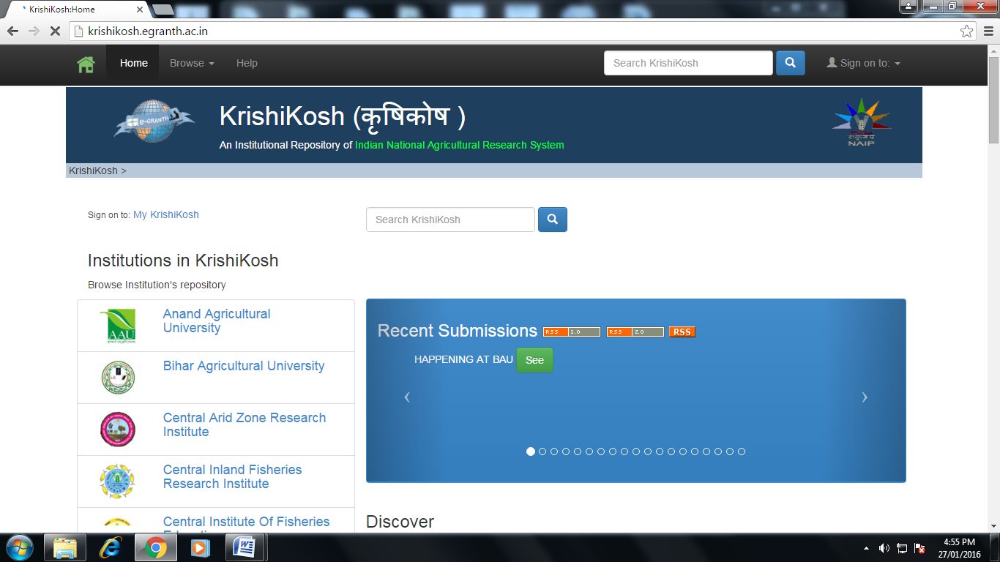 KrishiKosh:Home
krishikosh.egranth.ac.in
Home Browse Help Search KrishiKosh Sign on to:
e-GRANTH
KrishiKosh (कृषिकोष )
An Institutional Repository of Indian National Agricultural Research System
NAIP
KrishiKosh >
Sign on to: My KrishiKosh
Search KrishiKosh
Institutions in KrishiKosh
Browse Institution's repository
AAU
Anand Agricultural
University
Bihar Agricultural University
Central Arid Zone Research
Institute
Central Inland Fisheries
Research Institute
Central Institute Of Fisheries
Recent Submissions RSS 1.0 RSS 2.0 RSS
HAPPENING AT BAU See
Discover
4:55 PM
27/01/2016